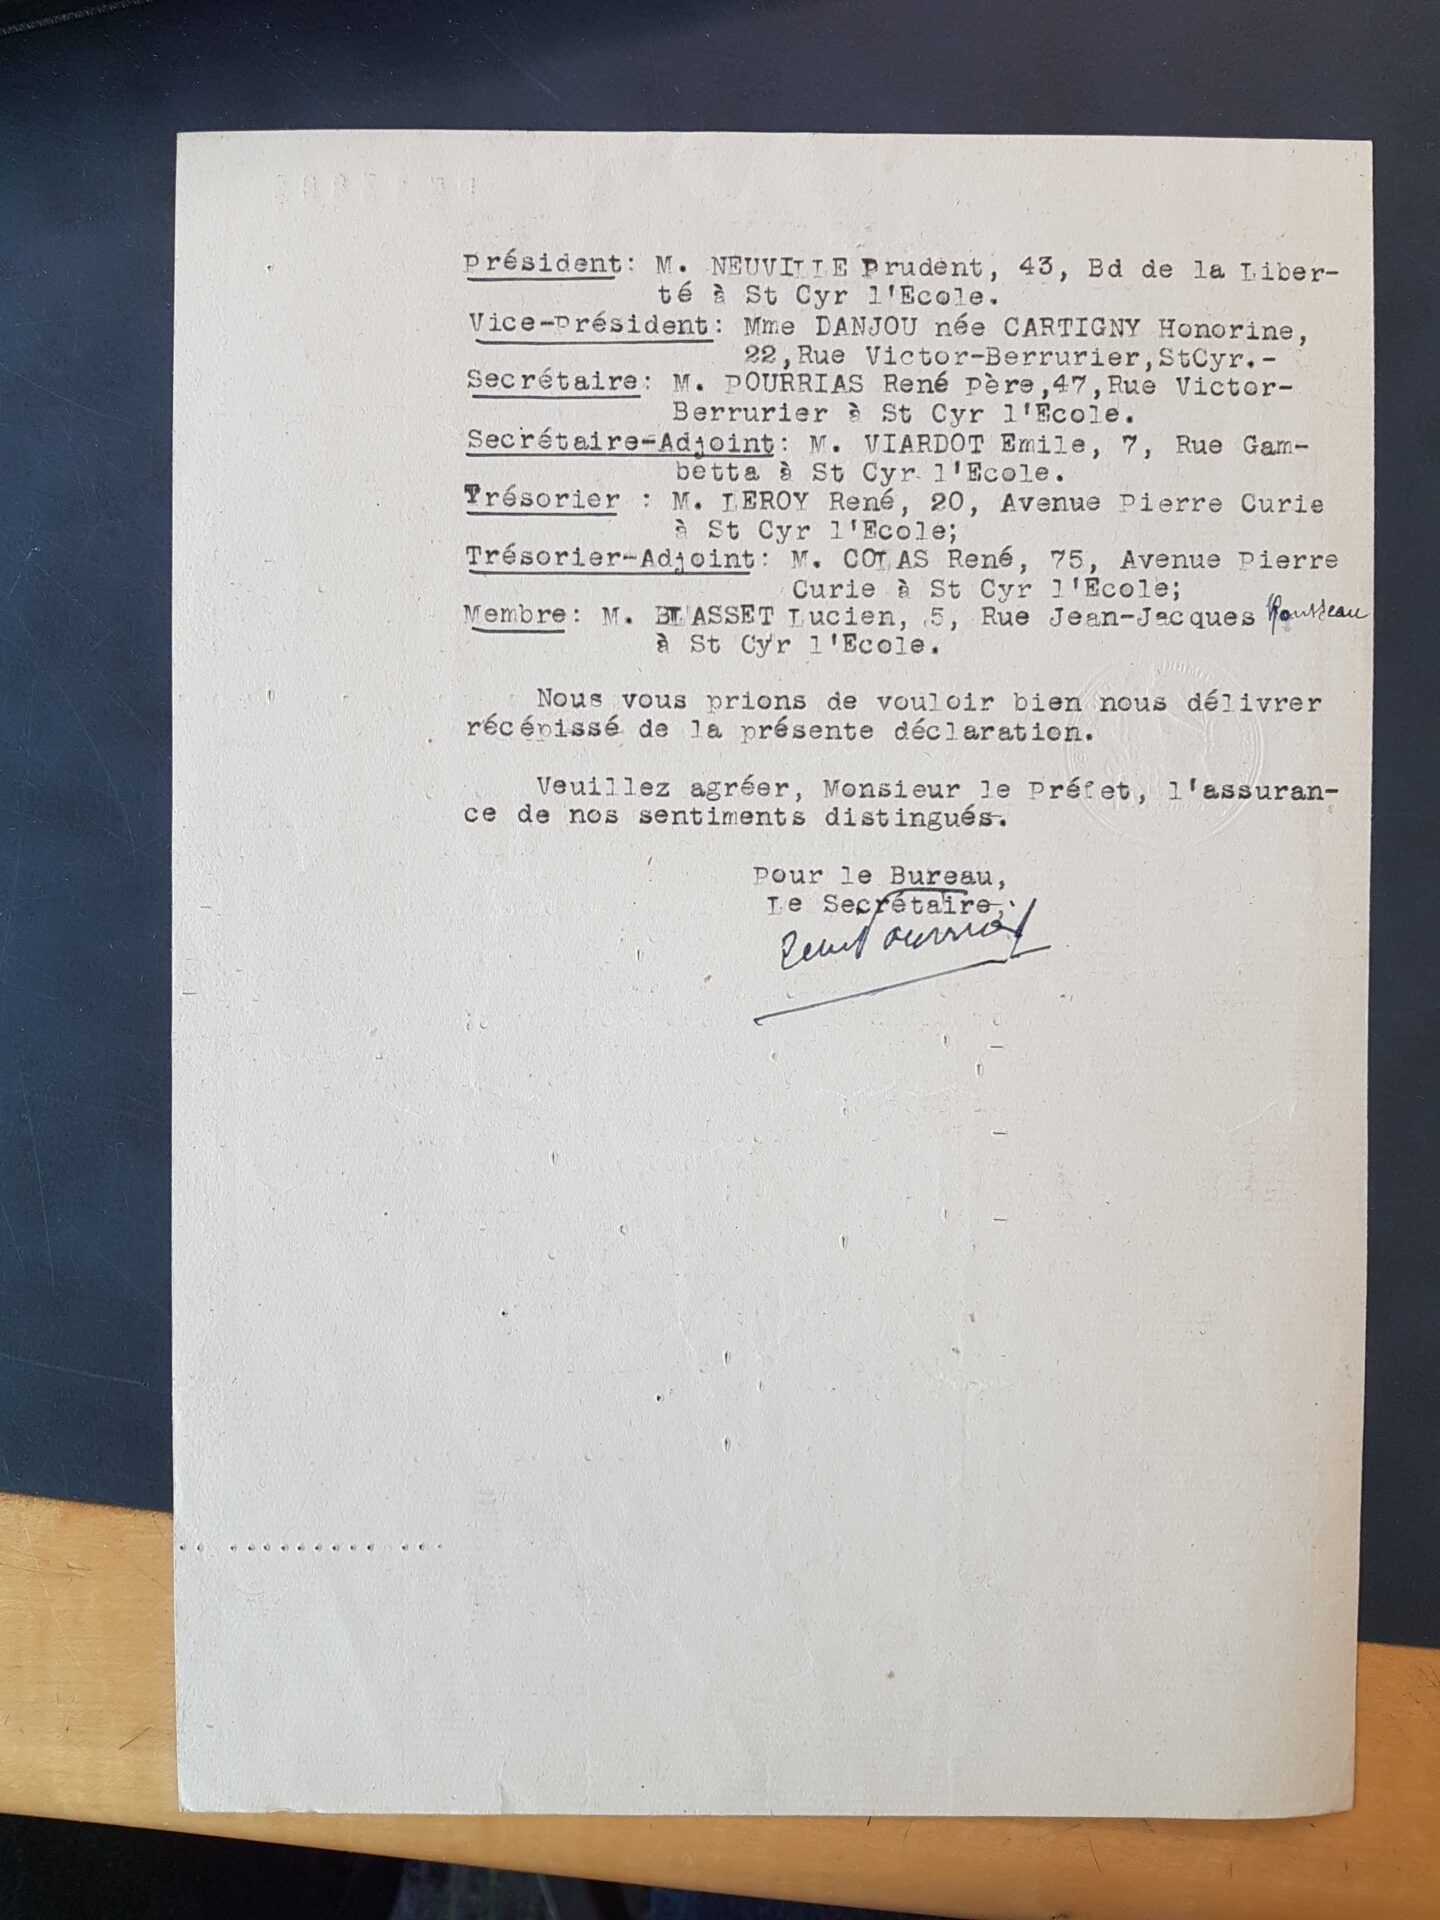 Président: M. NEUVILLE Prudent, 43, Bd de la Liber-
té à St Cyr l'Ecole.
Vice-Président: Mme DANJOU née CARTIGNY Honorine,
22,Rue Victor-Berrurier,StCyr.-
Secrétaire: M. POURRIAS René Père,47,Rue Victor-
Berrurier à St Cyr l'Ecole.
Secrétaire-Adjoint: M. VIARDOT Emile, 7, Rue Gam-
betta à St Cyr l'Ecole.
Trésorier : M. LEROY René, 20, Avenue Pierre Curie
à St Cyr l'Ecole;
Trésorier-Adjoint: M. COLAS René, 75, Avenue Pierre
Curie à St Cyr l'Ecole;
Membre: M. BLASSET Lucien, 5, Rue Jean-Jacques Rousseau
à St Cyr l'Ecole.
Nous vous prions de vouloir bien nous délivrer
récépissé de la présente déclaration.
Veuillez agréer, Monsieur le Préfet, l'assuran-
ce de nos sentiments distingués.
Pour le Bureau,
Le Secrétaire,
René Pourrias